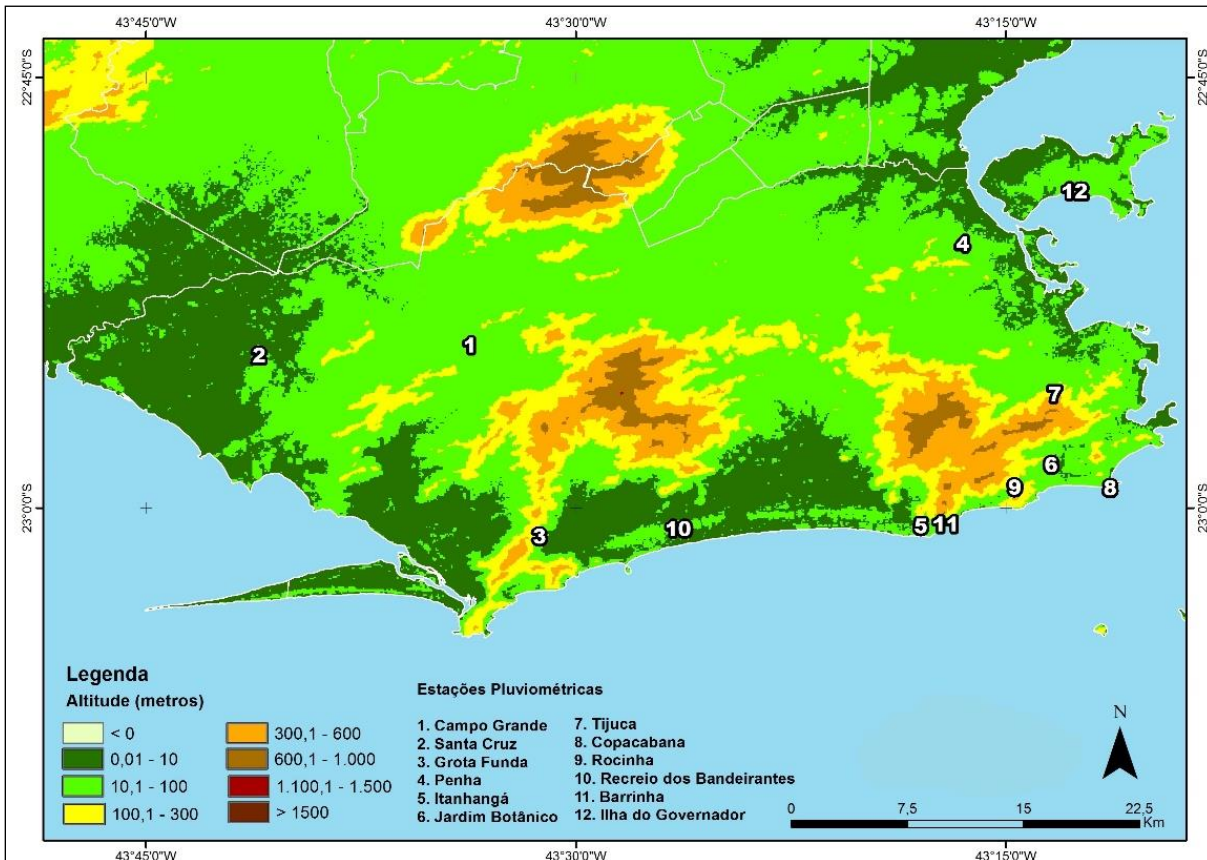 43°45'0"W 43°30'0"W 43°15'0"W
22°45'0"S 22°45'0"S
12
4
1
2
7
6
9 8
5 11
10
3
23°0'0"S 23°0'0"S
Legenda
Altitude (metros)
< 0
0,01 - 10
10,1 - 100
100,1 - 300
300,1 - 600
600,1 - 1.000
1.100,1 - 1.500
> 1500
Estações Pluviométricas
1. Campo Grande
2. Santa Cruz
3. Grota Funda
4. Penha
5. Itanhangá
6. Jardim Botânico
7. Tijuca
8. Copacabana
9. Rocinha
10. Recreio dos Bandeirantes
11. Barrinha
12. Ilha do Governador
N
0 7,5 15 22,5
Km
43°45'0"W 43°30'0"W 43°15'0"W